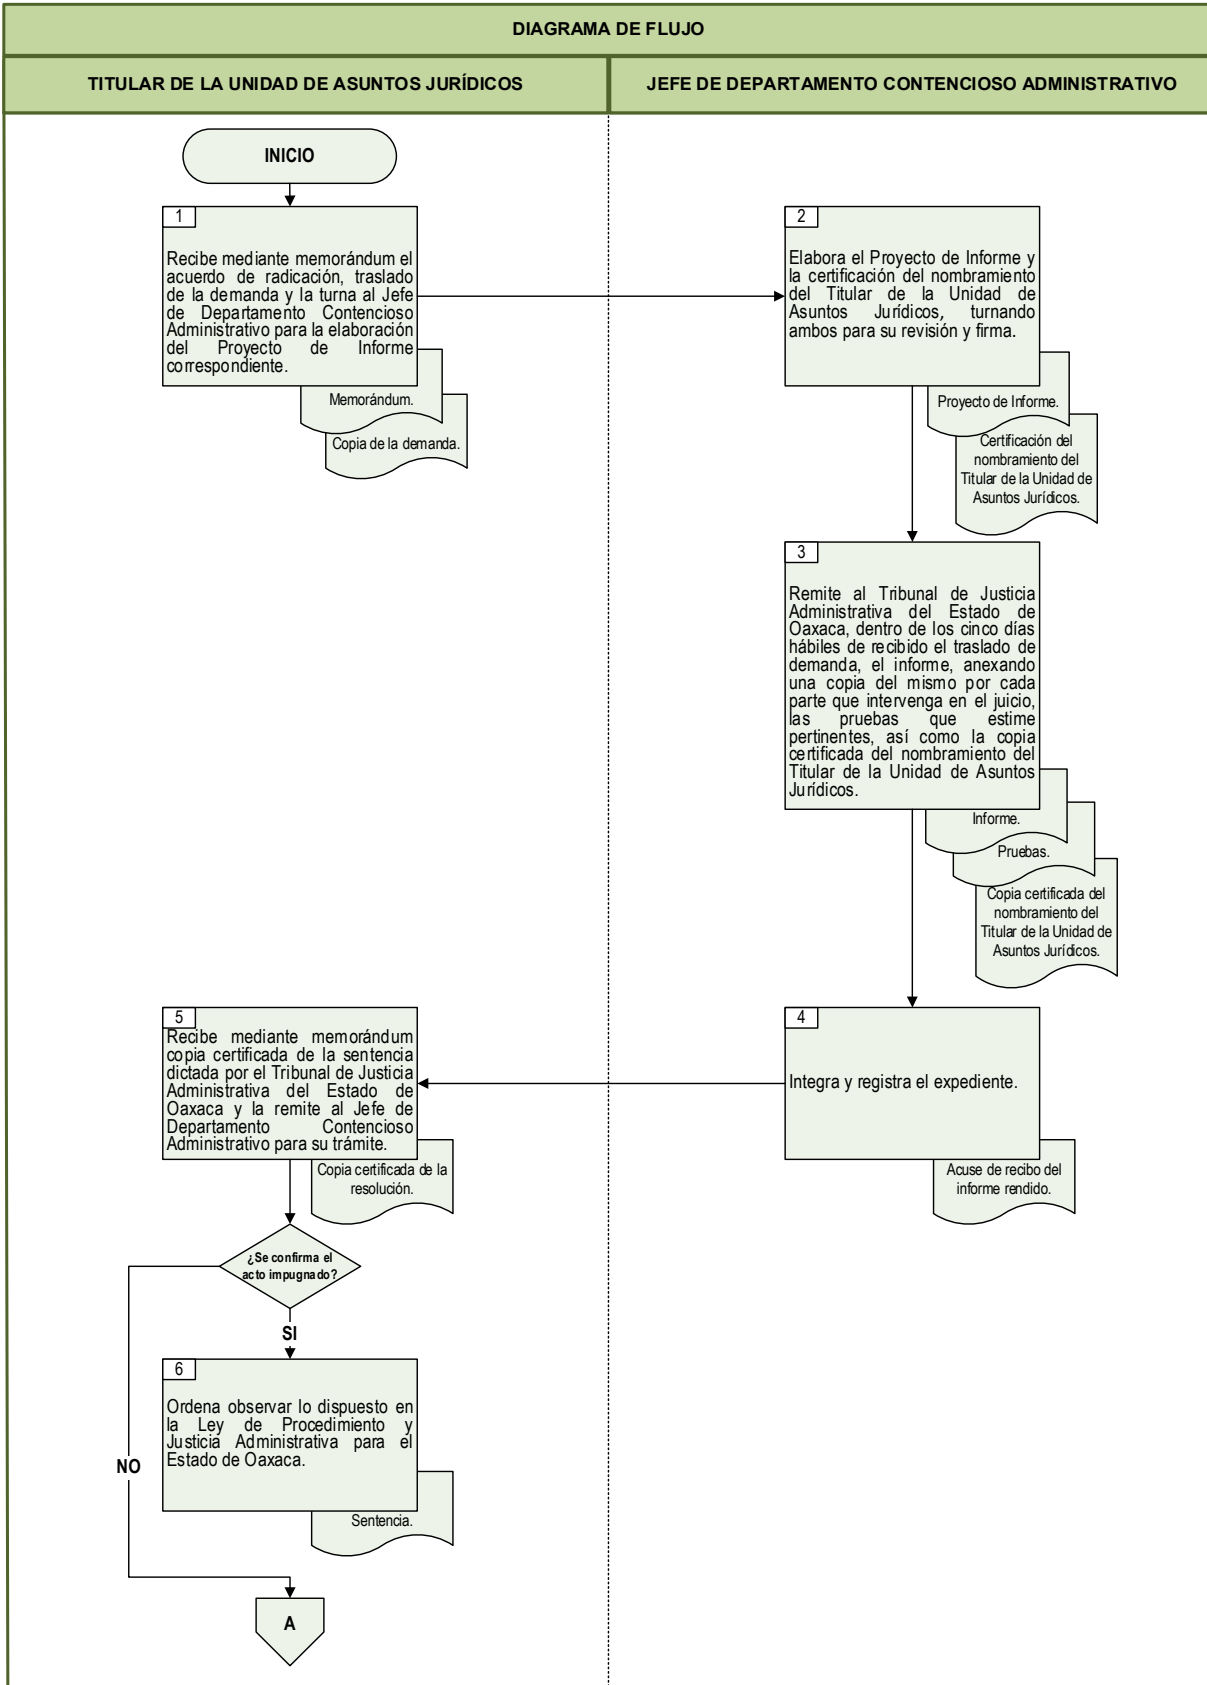 DIAGRAMA DE FLUJO
TITULAR DE LA UNIDAD DE ASUNTOS JURÍDICOS
JEFE DE DEPARTAMENTO CONTENCIOSO ADMINISTRATIVO
INICIO
1
Recibe mediante memorándum el
acuerdo de radicación, traslado
de la demanda y la turna al Jefe
de Departamento Contencioso
Administrativo para la elaboración
del Proyecto de Informe
correspondiente.
Memorándum.
Copia de la demanda.
2
Elabora el Proyecto de Informe y
la certificación del nombramiento
del Titular de la Unidad de
Asuntos Jurídicos, turnando
ambos para su revisión y firma.
Proyecto de Informe.
Certificación del
nombramiento del
Titular de la Unidad de
Asuntos Jurídicos.
3
Remite al Tribunal de Justicia
Administrativa del Estado de
Oaxaca, dentro de los cinco días
hábiles de recibido el traslado de
demanda, el informe, anexando
una copia del mismo por cada
parte que intervenga en el juicio,
las pruebas que estime
pertinentes, así como la copia
certificada del nombramiento del
Titular de la Unidad de Asuntos
Jurídicos.
Informe.
Pruebas.
Copia certificada del
nombramiento del
Titular de la Unidad de
Asuntos Jurídicos.
4
Integra y registra el expediente.
Acuse de recibo del
informe rendido.
5
Recibe mediante memorándum
copia certificada de la sentencia
dictada por el Tribunal de Justicia
Administrativa del Estado de
Oaxaca y la remite al Jefe de
Departamento Contencioso
Administrativo para su trámite.
Copia certificada de la
resolución.
¿Se confirma el
acto impugnado?
SI
6
Ordena observar lo dispuesto en
la Ley de Procedimiento y
Justicia Administrativa para el
Estado de Oaxaca.
NO
Sentencia.
A